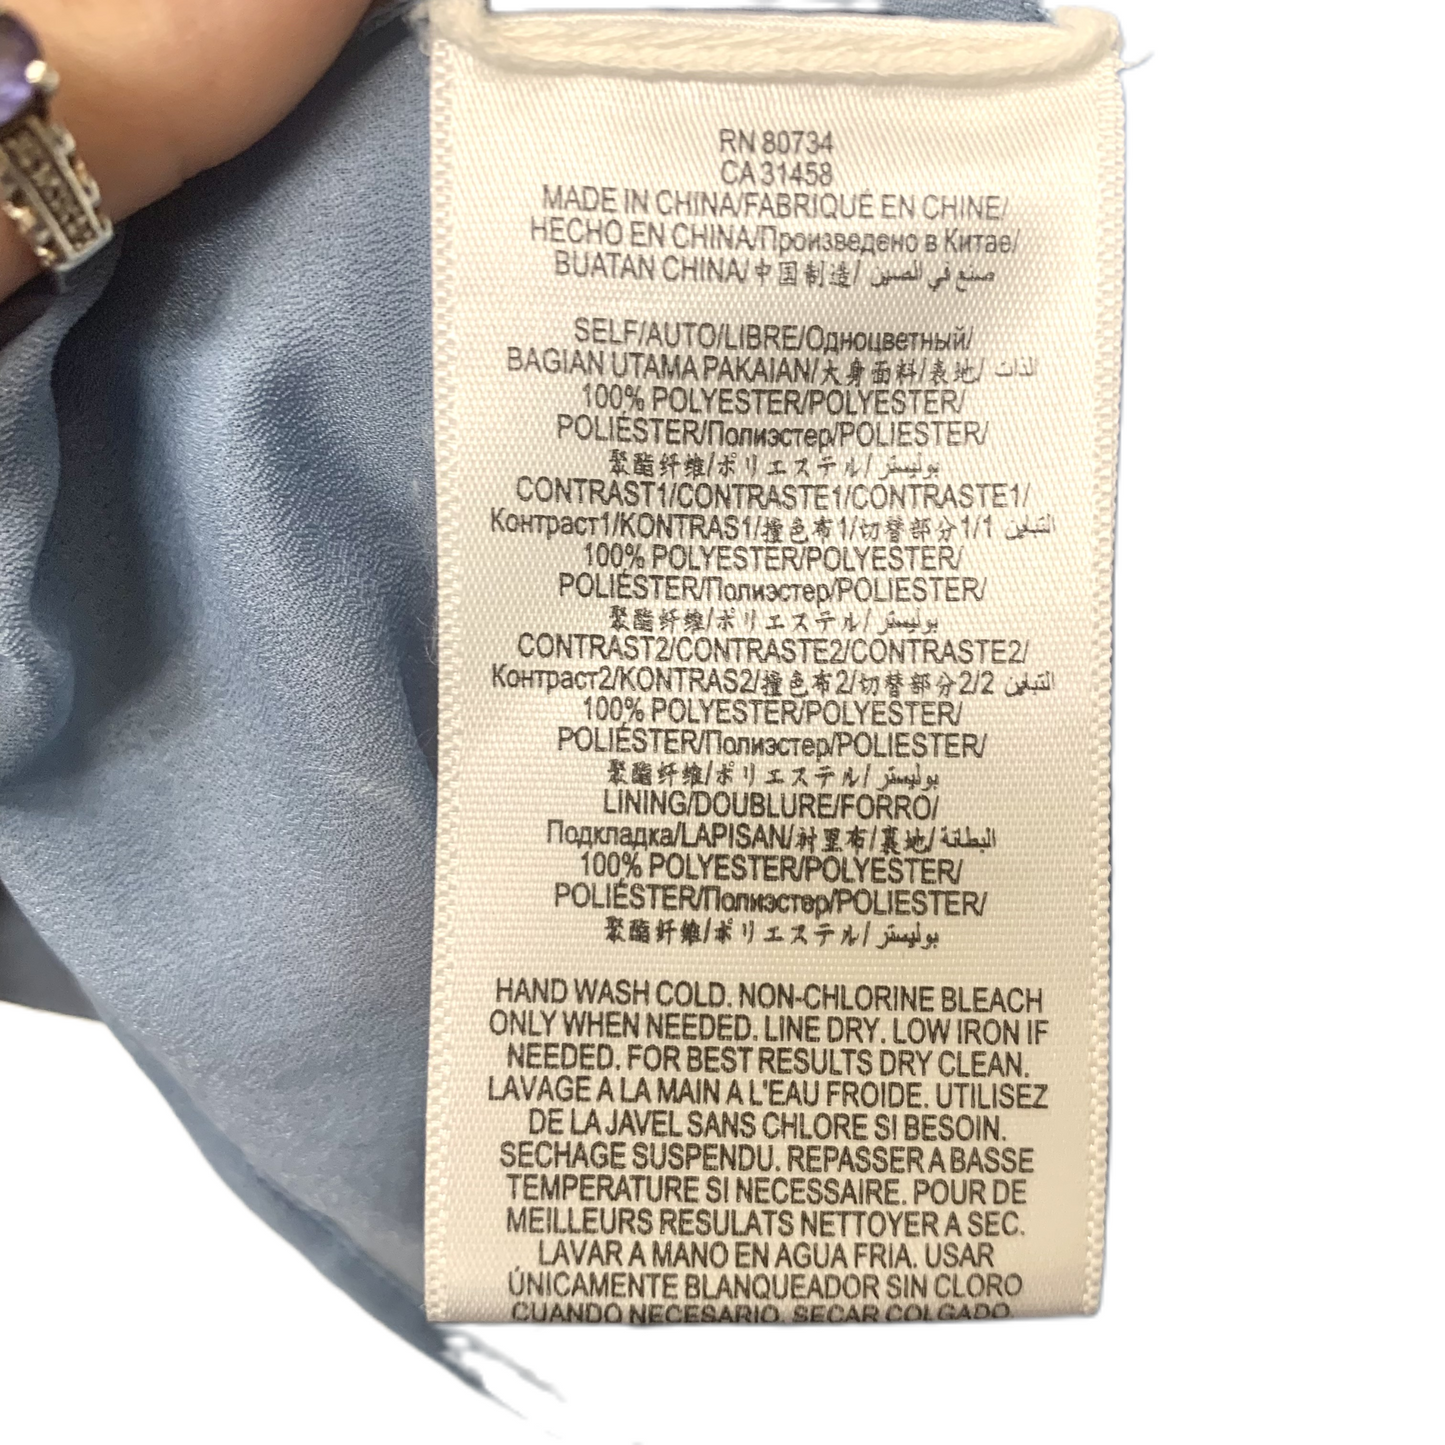 RN 80734
CA 31458
MADE IN CHINA/FABRIQUÉ EN CHINE/
HECHO EN CHINA/Произведено в Китае/
BUATAN CHINA/中国制造/ صنع في الصين
SELF/AUTO/LIBRE/Одноцветный/
BAGIAN UTAMA PAKAIAN/大身面料/表地/ الذات
100% POLYESTER/POLYESTER/
POLIÉSTER/Полиэстер/POLIESTER/
聚酯纤维/ポリエステル/ بوليستر
CONTRAST1/CONTRASTE1/CONTRASTE1/
Контраст1/KONTRAS1/撞色布1/切替部分1/1 التباين
100% POLYESTER/POLYESTER/
POLIÉSTER/Полиэстер/POLIESTER/
聚酯纤维/ポリエステル/ بوليستر
CONTRAST2/CONTRASTE2/CONTRASTE2/
Контраст2/KONTRAS2/撞色布2/切替部分2/2 التباين
100% POLYESTER/POLYESTER/
POLIÉSTER/Полиэстер/POLIESTER/
聚酯纤维/ポリエステル/ بوليستر
LINING/DOUBLURE/FORRO/
Подкладка/LAPISAN/衬里布/裏地/ البطانة
100% POLYESTER/POLYESTER/
POLIÉSTER/Полиэстер/POLIESTER/
聚酯纤维/ポリエステル/ بوليستر
HAND WASH COLD. NON-CHLORINE BLEACH
ONLY WHEN NEEDED. LINE DRY. LOW IRON IF
NEEDED. FOR BEST RESULTS DRY CLEAN.
LAVAGE A LA MAIN A L'EAU FROIDE. UTILISEZ
DE LA JAVEL SANS CHLORE SI BESOIN.
SECHAGE SUSPENDU. REPASSER A BASSE
TEMPERATURE SI NECESSAIRE. POUR DE
MEILLEURS RESULATS NETTOYER A SEC.
LAVAR A MANO EN AGUA FRIA. USAR
ÚNICAMENTE BLANQUEADOR SIN CLORO
CUANDO NECESARIO. SECAR COLGADO.